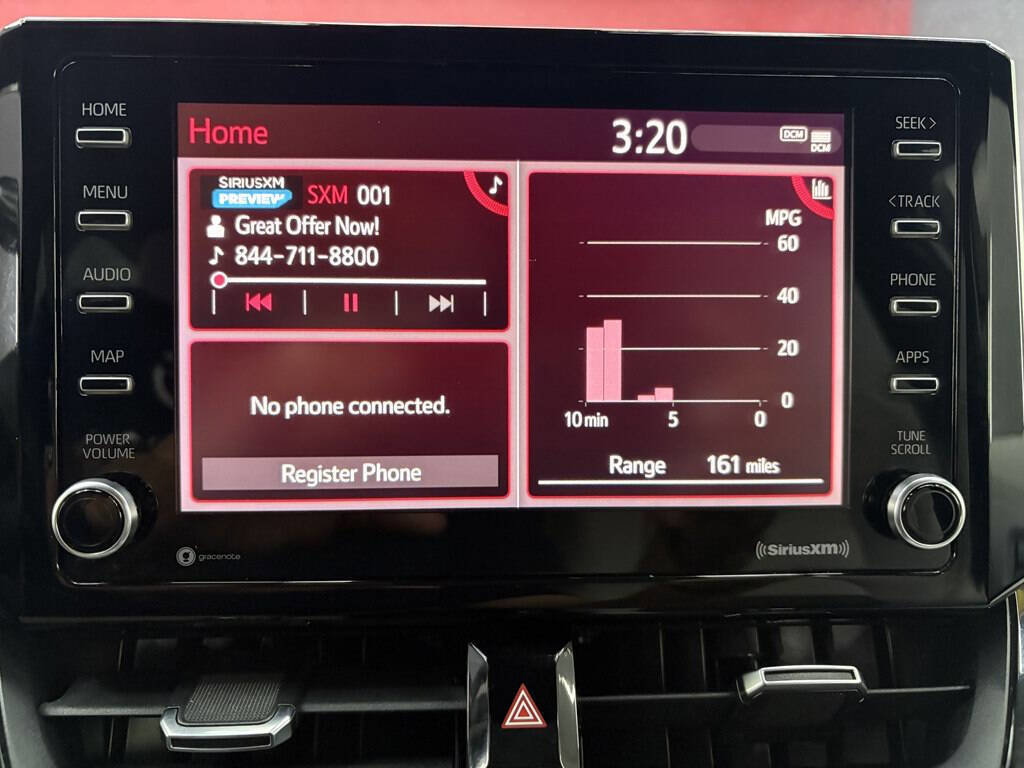 HOME
MENU
AUDIO
MAP
POWER
VOLUME
Home
3:20
DCM
DCM
SIRIUSXM
PREVIEW
SXM 001
Great Offer Now!
844-711-8800
No phone connected.
Register Phone
MPG
60
40
20
0
10 min 5 0
Range 161 miles
SEEK >
< TRACK
PHONE
APPS
TUNE
SCROLL
gracenote
((SiriusXM))